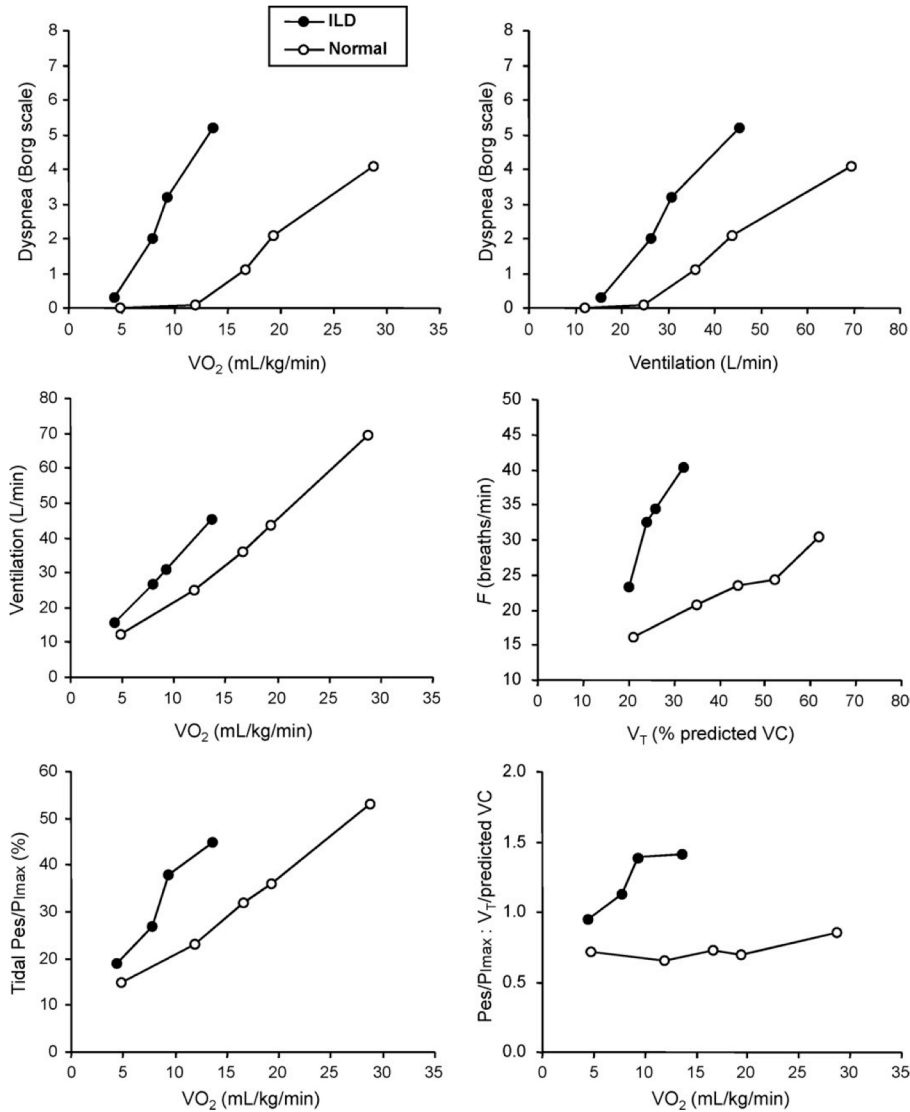 ILD
Normal
8
7
6
5
4
3
2
1
0
Dyspnea (Borg scale)
0 5 10 15 20 25 30 35
VO₂ (mL/kg/min)
8
7
6
5
4
3
2
1
0
Dyspnea (Borg scale)
0 10 20 30 40 50 60 70 80
Ventilation (L/min)
80
70
60
50
40
30
20
10
0
Ventilation (L/min)
0 5 10 15 20 25 30 35
VO₂ (mL/kg/min)
50
45
40
35
30
25
20
15
10
F (breaths/min)
0 10 20 30 40 50 60 70 80
V_T (% predicted VC)
60
50
40
30
20
10
0
Tidal Pes/PImax (%)
0 5 10 15 20 25 30 35
VO₂ (mL/kg/min)
2.0
1.5
1.0
0.5
0.0
Pes/PImax : V_T/predicted VC
0 5 10 15 20 25 30 35
VO₂ (mL/kg/min)